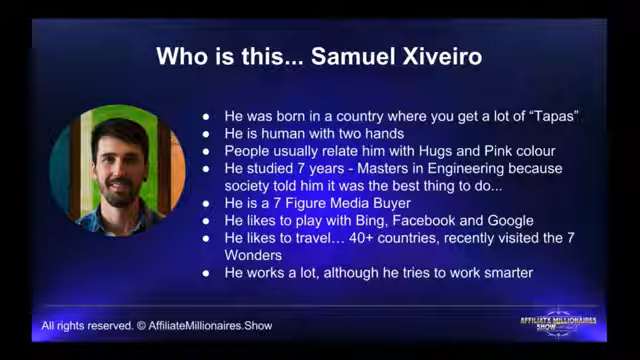 Who is this... Samuel Xiveiro
● He was born in a country where you get a lot of “Tapas”
● He is human with two hands
● People usually relate him with Hugs and Pink colour
● He studied 7 years - Masters in Engineering because
society told him it was the best thing to do...
● He is a 7 Figure Media Buyer
● He likes to play with Bing, Facebook and Google
● He likes to travel… 40+ countries, recently visited the 7
Wonders
● He works a lot, although he tries to work smarter
All rights reserved. © AffiliateMillionaires.Show
AFFILIATE MILLIONAIRES
SHOW